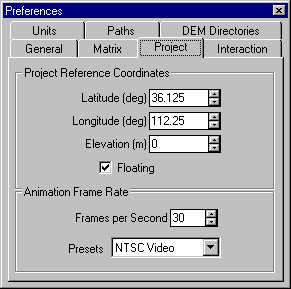 Preferences
Units Paths DEM Directories
General Matrix Project Interaction
Project Reference Coordinates
Latitude (deg) 36.125
Longitude (deg) 112.25
Elevation (m) 0
Floating
Animation Frame Rate
Frames per Second 30
Presets NTSC Video